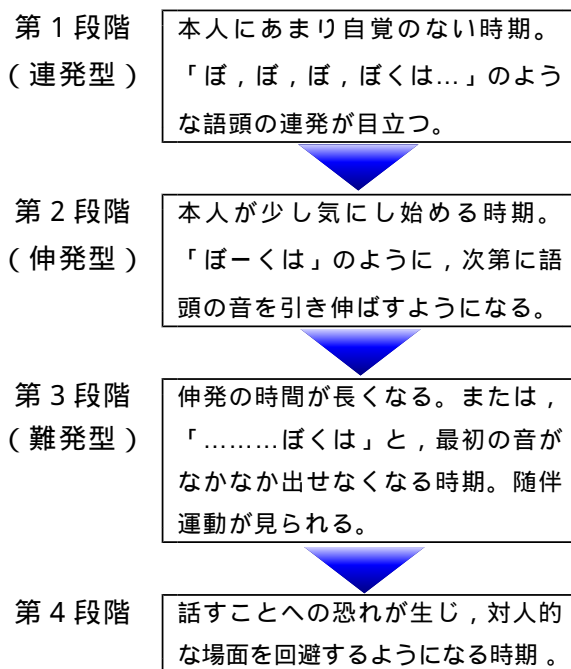 第１段階
（連発型）
本人にあまり自覚のない時期。
「ぼ，ぼ，ぼ，ぼくは…」のよう
な語頭の連発が目立つ。
第２段階
（伸発型）
本人が少し気にし始める時期。
「ぼーくは」のように，次第に語
頭の音を引き伸ばすようになる。
第３段階
（難発型）
伸発の時間が長くなる。または，
「………ぼくは」と，最初の音が
なかなか出せなくなる時期。随伴
運動が見られる。
第４段階
話すことへの恐れが生じ，対人的
な場面を回避するようになる時期。